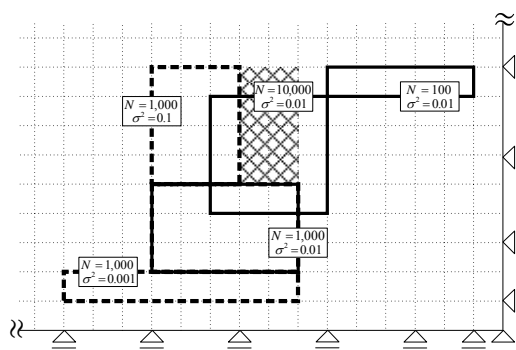 N = 10,000
σ² = 0.01
N = 100
σ² = 0.01
N = 1,000
σ² = 0.1
N = 1,000
σ² = 0.01
N = 1,000
σ² = 0.001